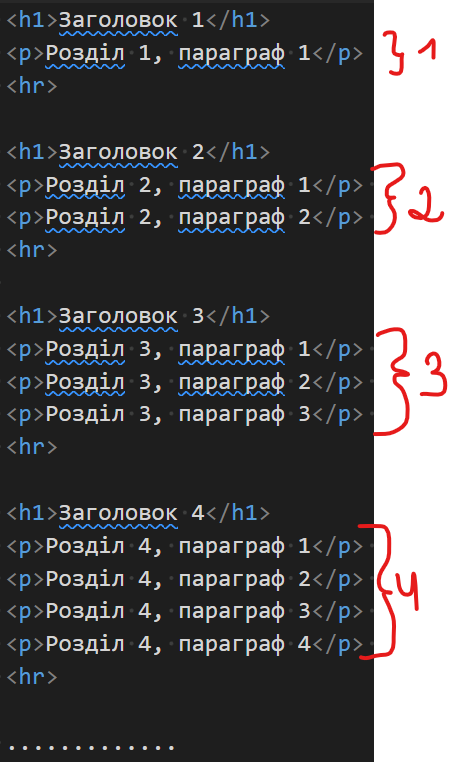 <h1>Заголовок 1</h1>
<p>Розділ 1, параграф 1</p> 1
<hr>
<h1>Заголовок 2</h1>
<p>Розділ 2, параграф 1</p> 2
<p>Розділ 2, параграф 2</p>
<hr>
<h1>Заголовок 3</h1>
<p>Розділ 3, параграф 1</p>
<p>Розділ 3, параграф 2</p> 3
<p>Розділ 3, параграф 3</p>
<hr>
<h1>Заголовок 4</h1>
<p>Розділ 4, параграф 1</p>
<p>Розділ 4, параграф 2</p> 4
<p>Розділ 4, параграф 3</p>
<p>Розділ 4, параграф 4</p>
<hr>
.............